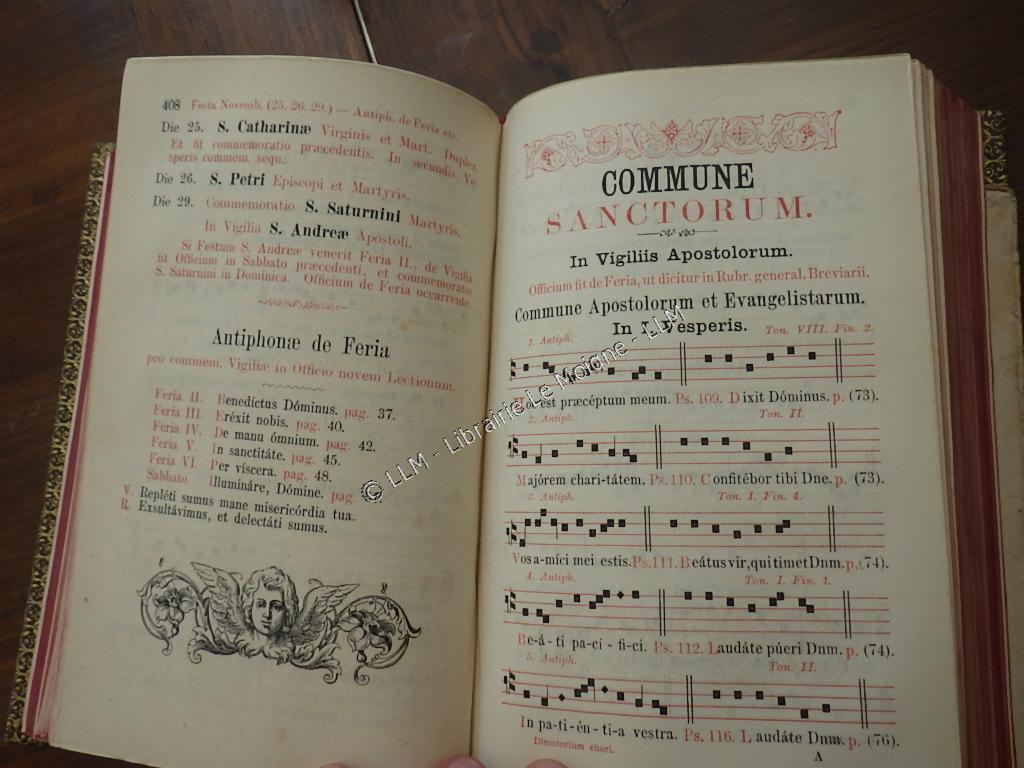 408 Festa Novemb. (25. 26. 29.) — Antiph. de Feria etc.
Die 25. S. Catharinæ Virginis et Mart. Duplex.
Et fit commemoratio præcedentis. In secundis Ve-
speris commem. sequ.
Die 26. S. Petri Episcopi et Martyris.
Die 29. Commemoratio S. Saturnini Martyris.
In Vigilia S. Andreæ Apostoli.
Si Festum S. Andreæ venerit Feria II., de Vigilia
fit Officium in Sabbato præcedenti, et commemoratio
S. Saturnini in Dominica. Officium de Feria occurrente.
Antiphonæ de Feria
pro commem. Vigiliæ in Officio novem Lectionum.
Feria II. Benedíctus Dóminus. pag. 37.
Feria III. Eréxit nobis. pag. 40.
Feria IV. De manu ómnium. pag. 42.
Feria V. In sanctitáte. pag. 45.
Feria VI. Per víscera. pag. 48.
Sabbato Illumináre, Dómine. pag.
V. Repléti sumus mane misericórdia tua.
R. Exsultávimus, et delectáti sumus.
COMMUNE
SANCTORUM.
In Vigiliis Apostolorum.
Officium fit de Feria, ut dicitur in Rubr. general. Breviarii.
Commune Apostolorum et Evangelistarum.
In I. Vesperis.
1. Antiph. Ton. VIII. Fin. 2.
Hoc est præcéptum meum. Ps. 109. Dixit Dóminus. p. (73).
2. Antiph. Ton. II.
Majórem chari-tátem. Ps. 110. Confitébor tibi Dne. p. (73).
3. Antiph. Ton. I. Fin. 4.
Vos a-míci mei estis. Ps. 111. Beátus vir, qui timet Dnm. p. (74).
4. Antiph. Ton. I. Fin. 1.
Be-á-ti pa-cí-fi-ci. Ps. 112. Laudáte púeri Dnm. p. (74).
5. Antiph. Ton. II.
In pa-ti-én-ti-a vestra. Ps. 116. Laudáte Dnm. p. (76).
Directorium chori. A
© LLM - Librairie Le Moigne - LLM